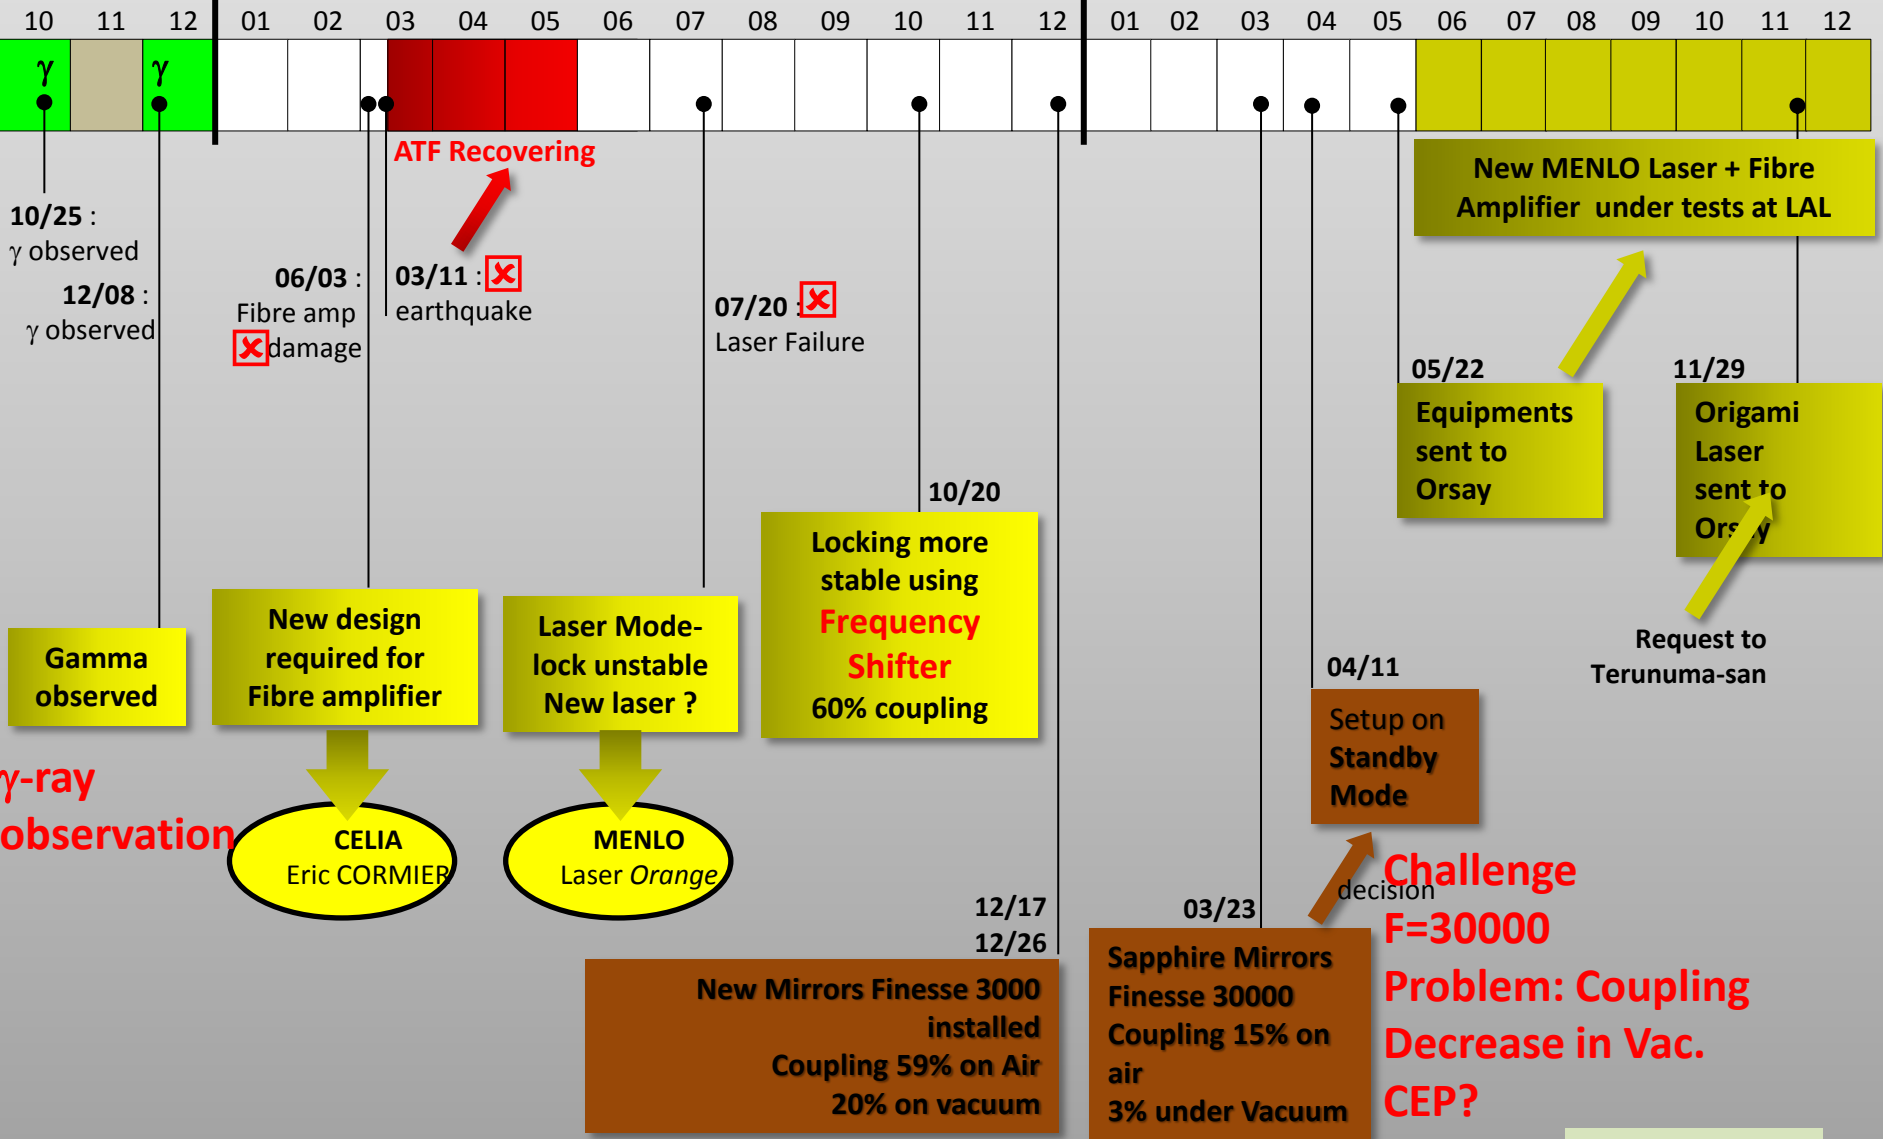 10 11 12 01 02 03 04 05 06 07 08 09 10 11 12 01 02 03 04 05 06 07 08 09 10 11 12
γ γ
ATF Recovering
New MENLO Laser + Fibre
Amplifier under tests at LAL
10/25 :
γ observed
12/08 :
γ observed
06/03 :
Fibre amp
damage
03/11 :
earthquake
07/20 :
Laser Failure
05/22
Equipments
sent to
Orsay
11/29
Origami
Laser
sent to
Orsay
Request to
Terunuma-san
10/20
Locking more
stable using
Frequency
Shifter
60% coupling
Gamma
observed
New design
required for
Fibre amplifier
Laser Mode-
lock unstable
New laser ?
γ-ray
observation
CELIA
Eric CORMIER
MENLO
Laser Orange
04/11
Setup on
Standby
Mode
decision
12/17
12/26
New Mirrors Finesse 3000
installed
Coupling 59% on Air
20% on vacuum
03/23
Sapphire Mirrors
Finesse 30000
Coupling 15% on
air
3% under Vacuum
Challenge
F=30000
Problem: Coupling
Decrease in Vac.
CEP?